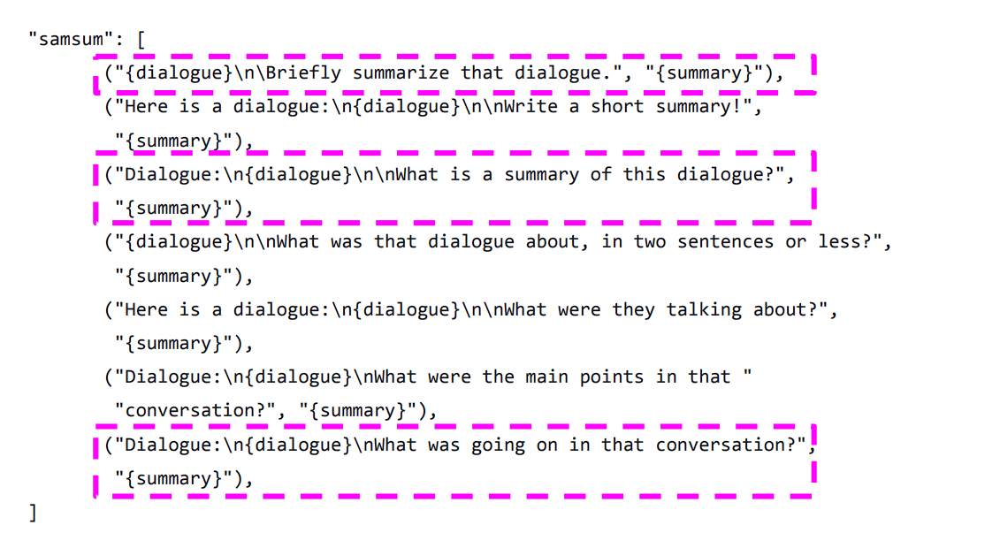 "samsum": [
("{dialogue}\n\Briefly summarize that dialogue.", "{summary}"),
("Here is a dialogue:\n{dialogue}\n\nWrite a short summary!",
"{summary}"),
("Dialogue:\n{dialogue}\n\nWhat is a summary of this dialogue?",
"{summary}"),
("{dialogue}\n\nWhat was that dialogue about, in two sentences or less?",
"{summary}"),
("Here is a dialogue:\n{dialogue}\n\nWhat were they talking about?",
"{summary}"),
("Dialogue:\n{dialogue}\nWhat were the main points in that "
"conversation?", "{summary}"),
("Dialogue:\n{dialogue}\nWhat was going on in that conversation?",
"{summary}"),
]